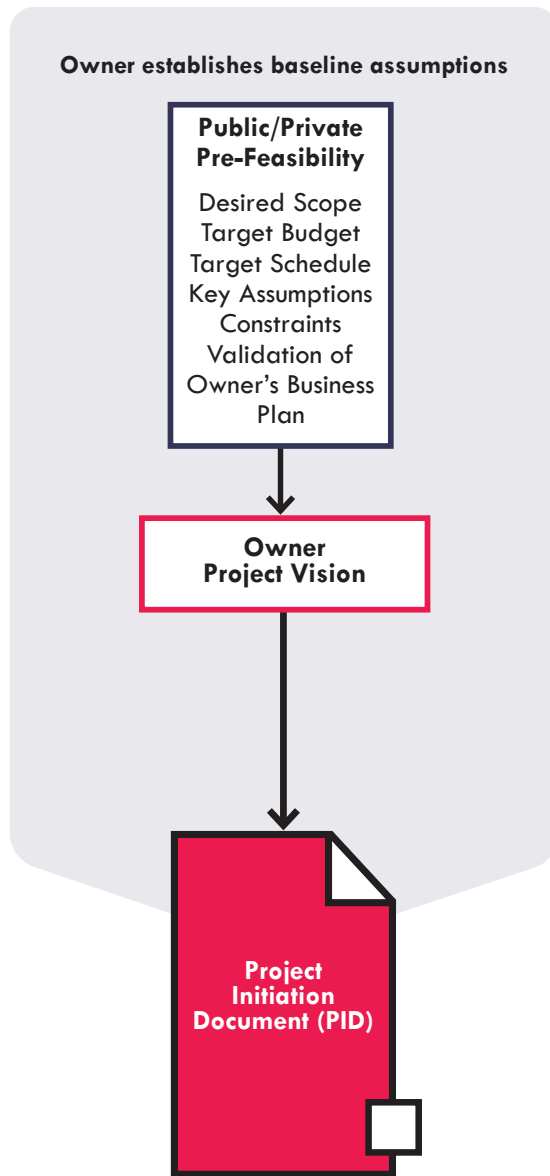 Owner establishes baseline assumptions
Public/Private
Pre-Feasibility
Desired Scope
Target Budget
Target Schedule
Key Assumptions
Constraints
Validation of
Owner’s Business
Plan
Owner
Project Vision
Project
Initiation
Document (PID)